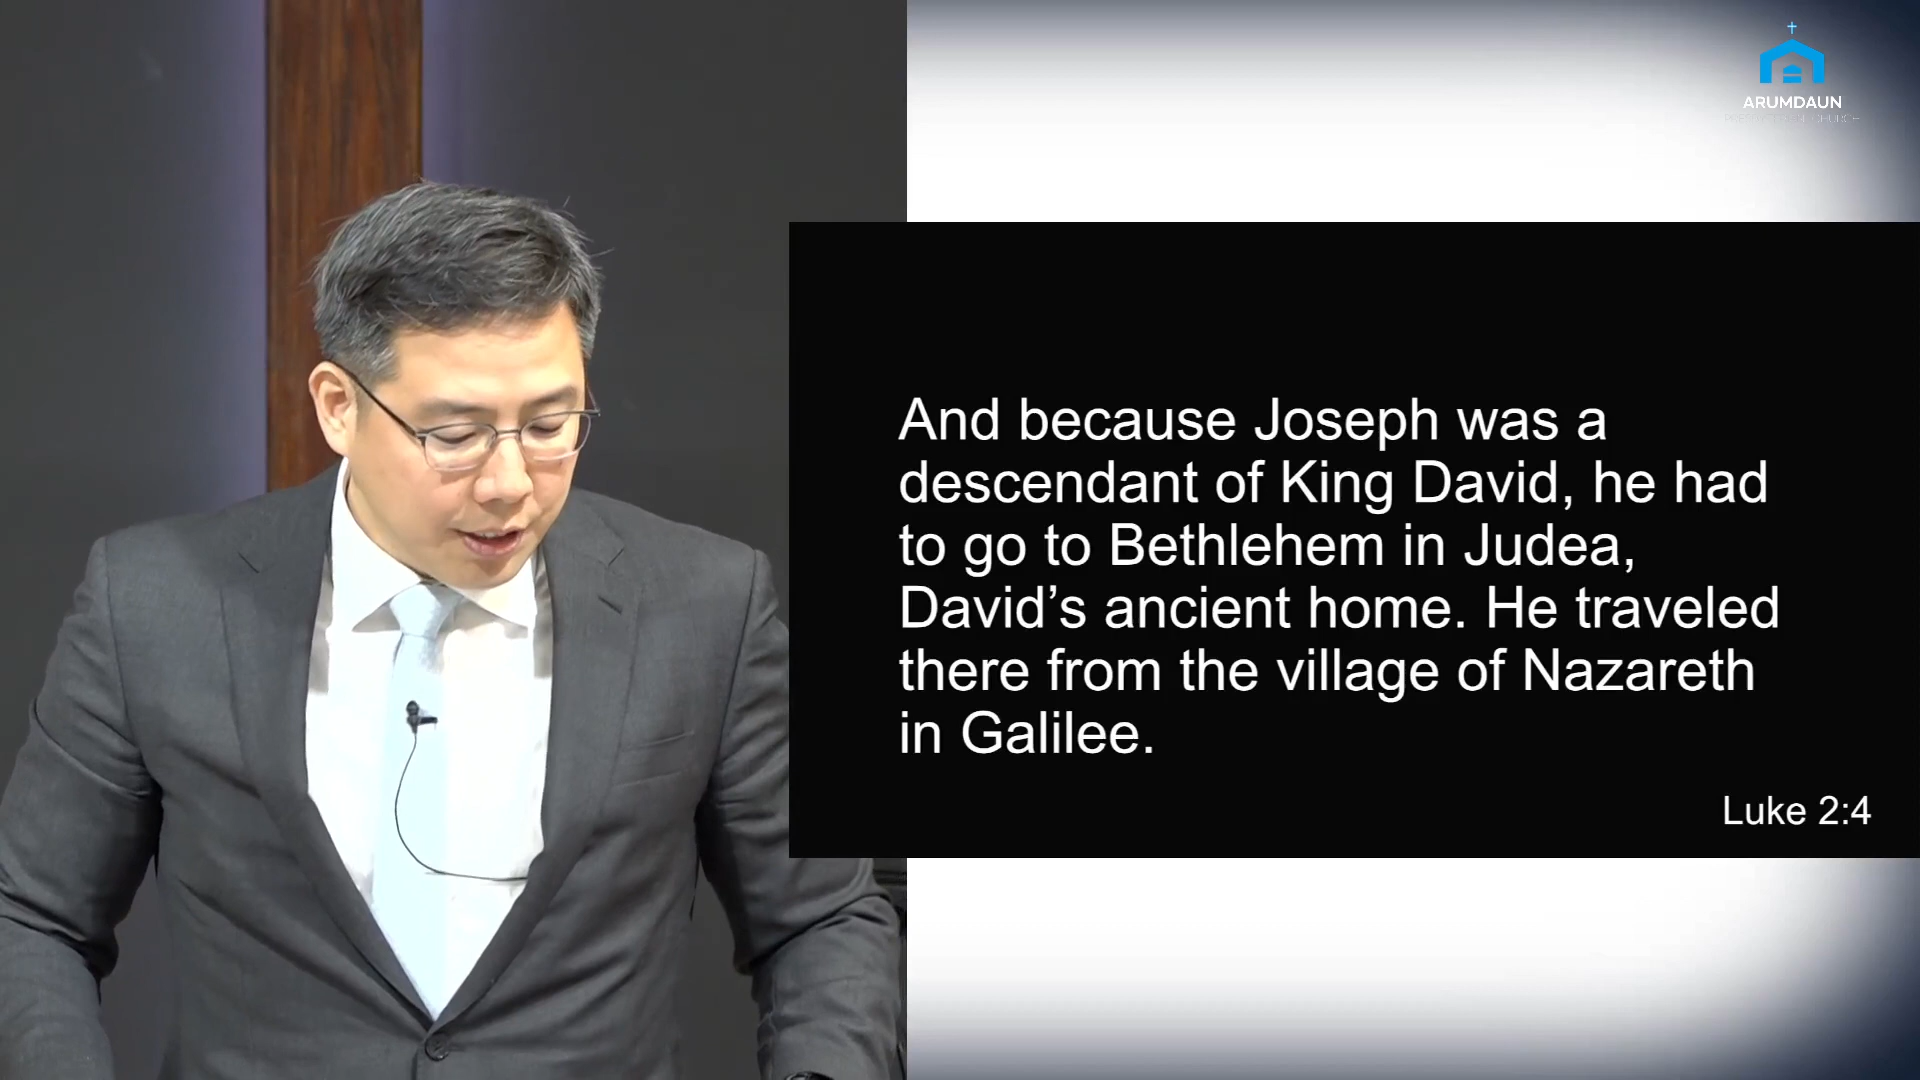 ARUMDAUN
And because Joseph was a
descendant of King David, he had
to go to Bethlehem in Judea,
David’s ancient home. He traveled
there from the village of Nazareth
in Galilee.
Luke 2:4